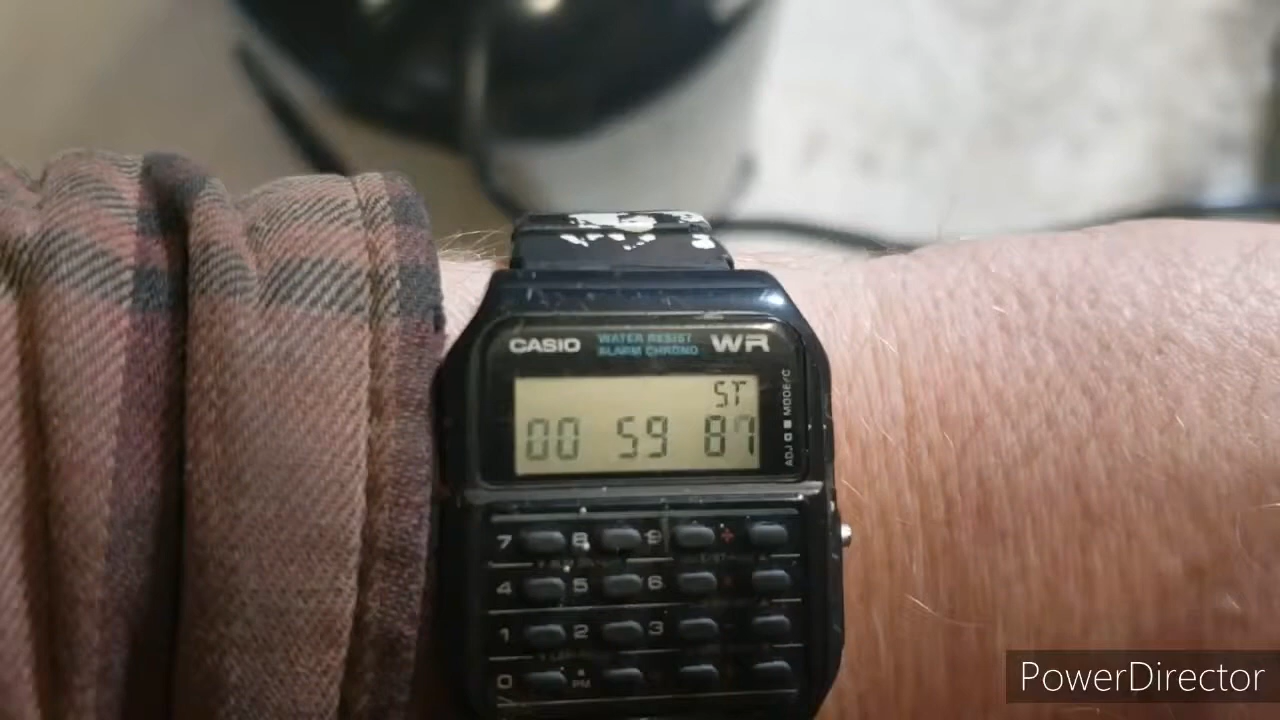 CASIO WATER RESIST WR
ALARM CHRONO
ST
00 59 87
ADJ MODE/C
7 8 9 +
4 5 6
1 2 3
0 PM
PowerDirector